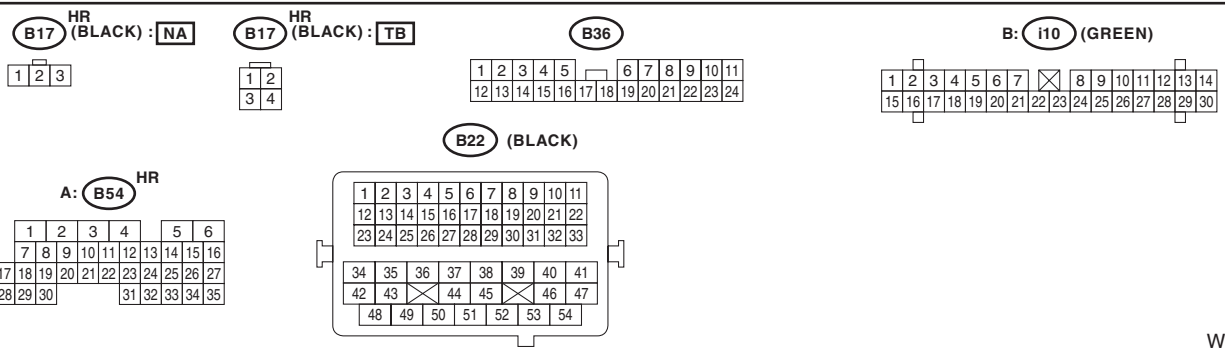 B17 HR (BLACK) : NA
1 2 3
B17 HR (BLACK) : TB
1 2
3 4
B36
1 2 3 4 5 6 7 8 9 10 11
12 13 14 15 16 17 18 19 20 21 22 23 24
B: i10 (GREEN)
1 2 3 4 5 6 7 8 9 10 11 12 13 14
15 16 17 18 19 20 21 22 23 24 25 26 27 28 29 30
A: B54 HR
1 2 3 4 5 6
7 8 9 10 11 12 13 14 15 16
17 18 19 20 21 22 23 24 25 26 27
28 29 30 31 32 33 34 35
B22 (BLACK)
1 2 3 4 5 6 7 8 9 10 11
12 13 14 15 16 17 18 19 20 21 22
23 24 25 26 27 28 29 30 31 32 33
34 35 36 37 38 39 40 41
42 43 44 45 46 47
48 49 50 51 52 53 54
W